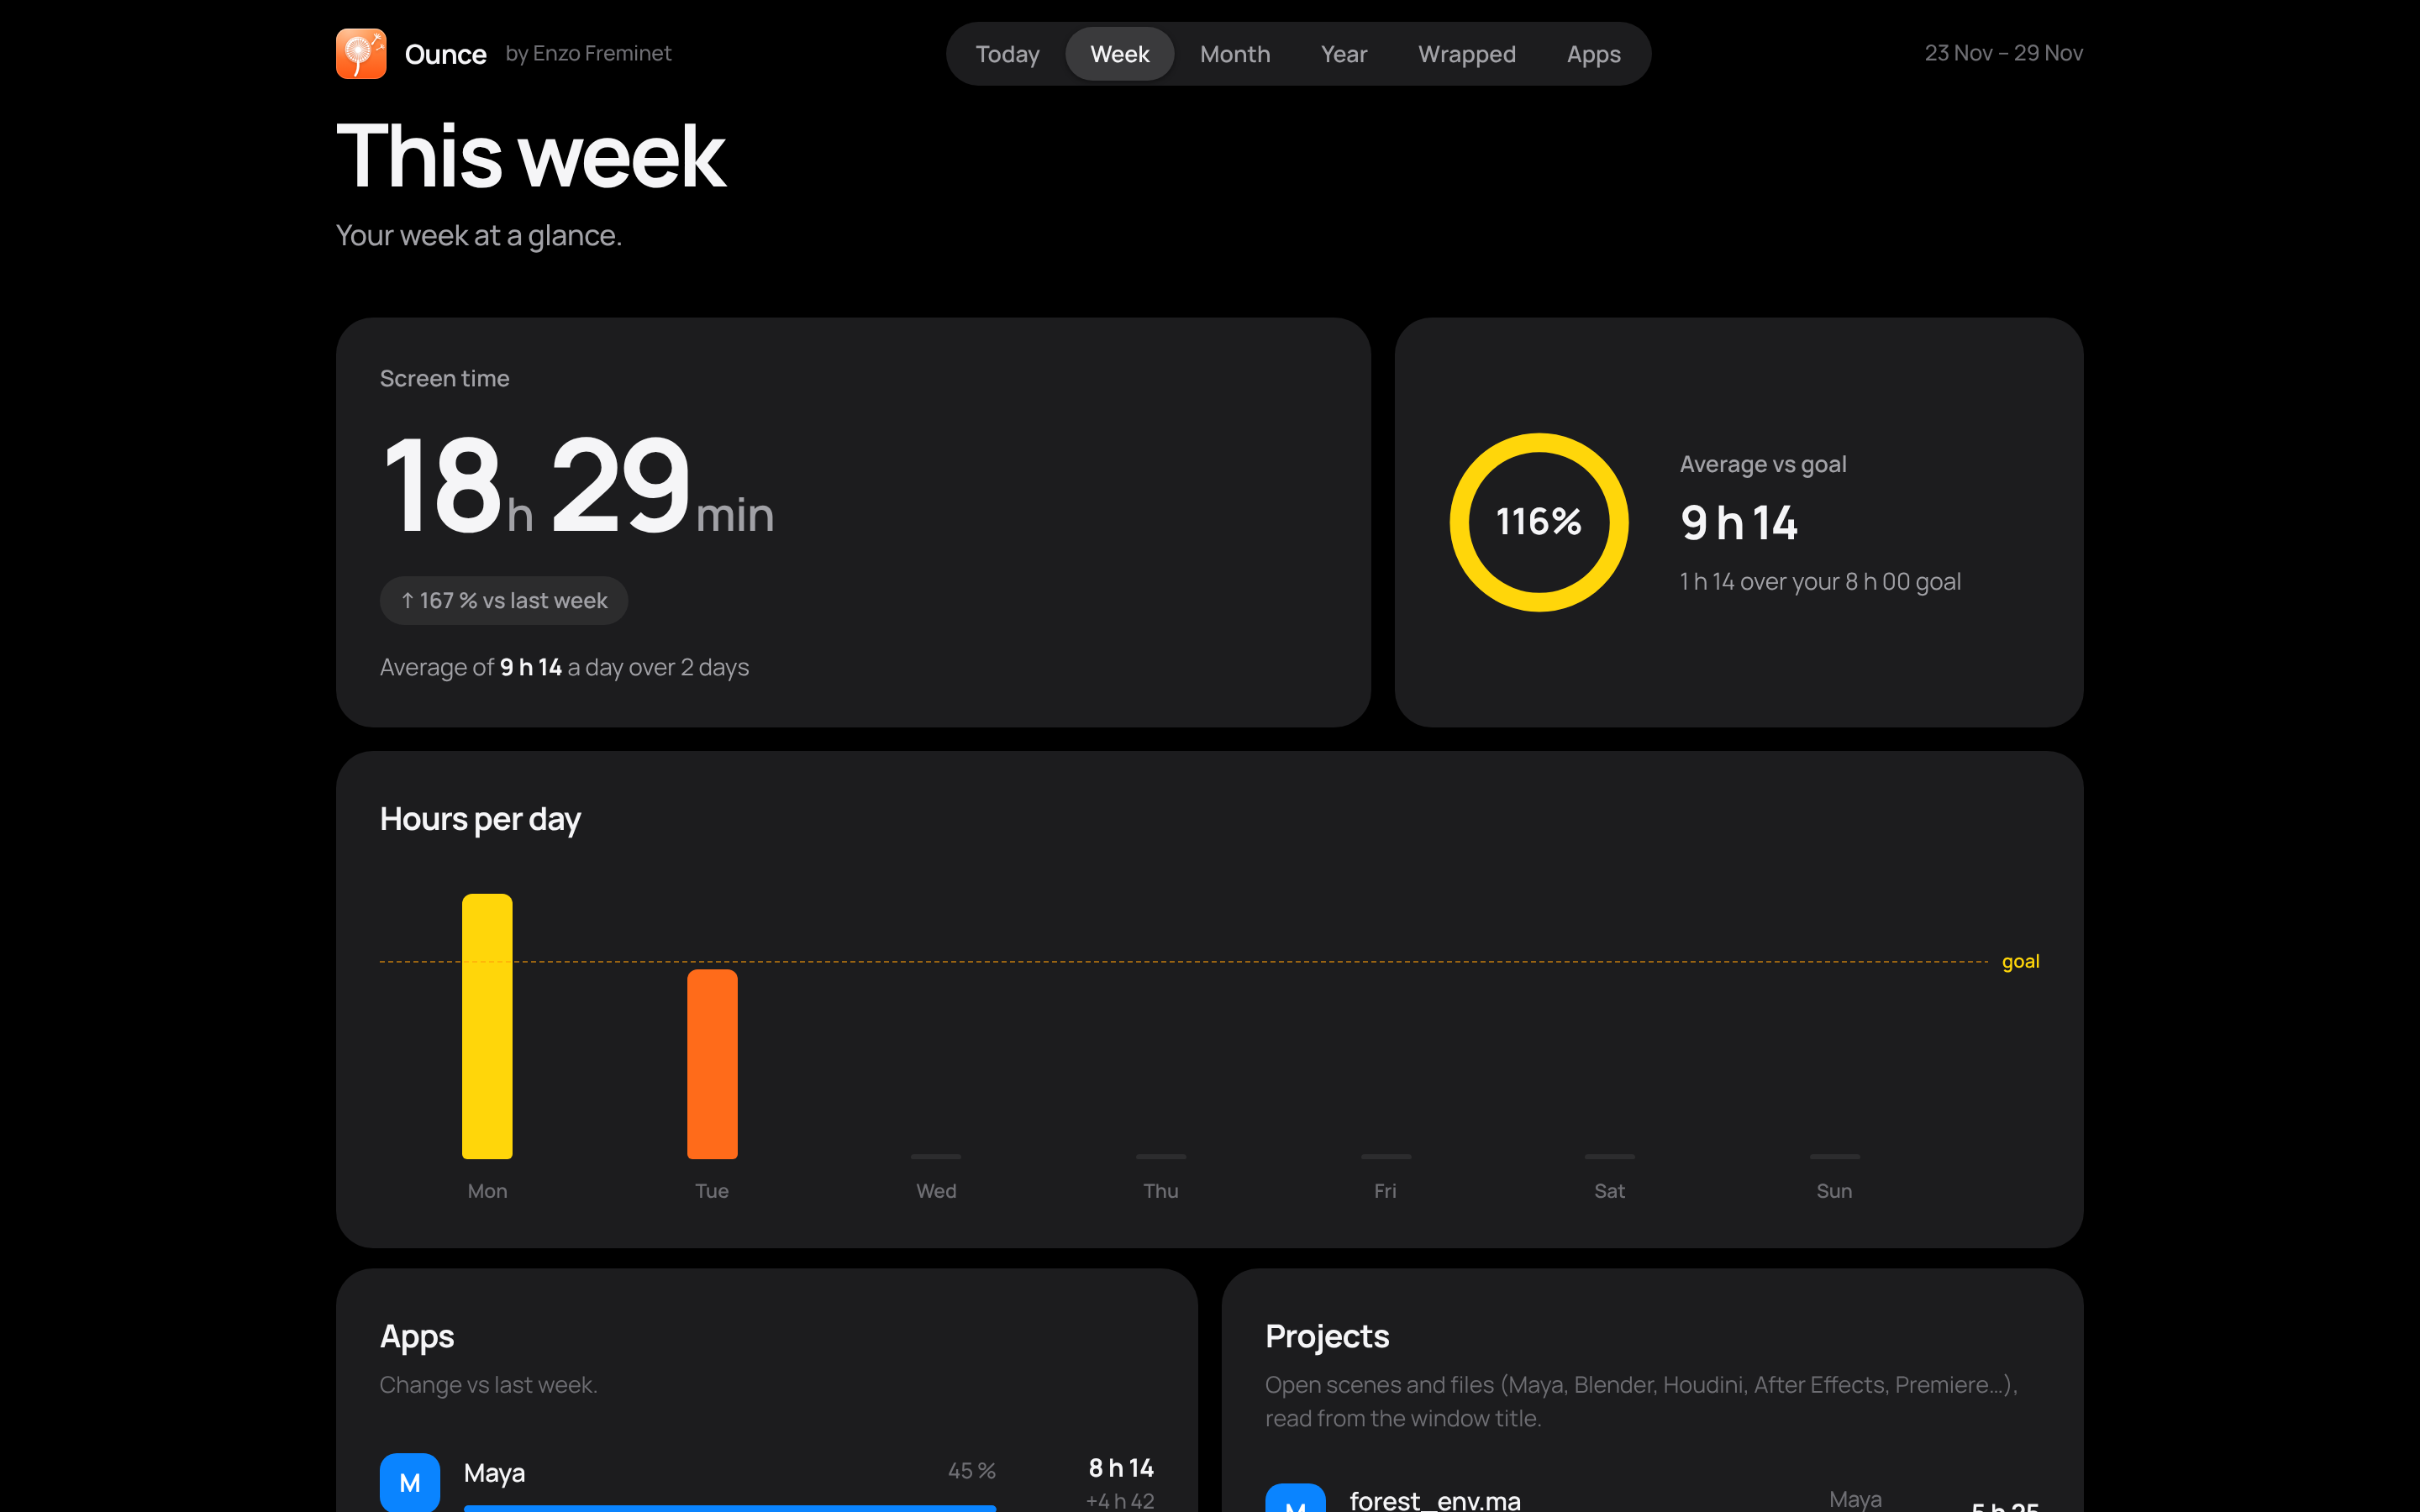 Ounce by Enzo Freminet
Today Week Month Year Wrapped Apps
23 Nov – 29 Nov
This week
Your week at a glance.
Screen time
18 h 29 min
↑ 167 % vs last week
Average of 9 h 14 a day over 2 days
116%
Average vs goal
9 h 14
1 h 14 over your 8 h 00 goal
Hours per day
goal
Mon Tue Wed Thu Fri Sat Sun
Apps
Change vs last week.
M Maya 45 % 8 h 14
+4 h 42
Projects
Open scenes and files (Maya, Blender, Houdini, After Effects, Premiere…),
read from the window title.
M forest_env.ma Maya 5 h 25